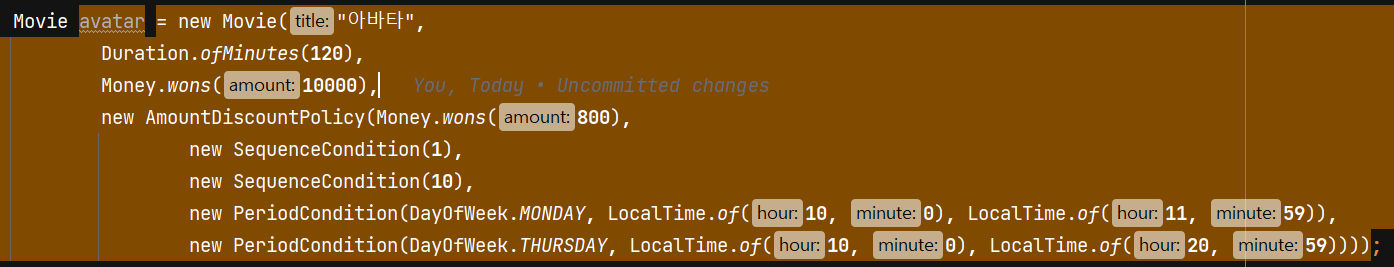 Movie avatar = new Movie( title: "아바타",
Duration.ofMinutes(120),
Money.wons( amount: 10000), You, Today • Uncommitted changes
new AmountDiscountPolicy(Money.wons( amount: 800),
new SequenceCondition(1),
new SequenceCondition(10),
new PeriodCondition(DayOfWeek.MONDAY, LocalTime.of( hour: 10, minute: 0), LocalTime.of( hour: 11, minute: 59)),
new PeriodCondition(DayOfWeek.THURSDAY, LocalTime.of( hour: 10, minute: 0), LocalTime.of( hour: 20, minute: 59))));